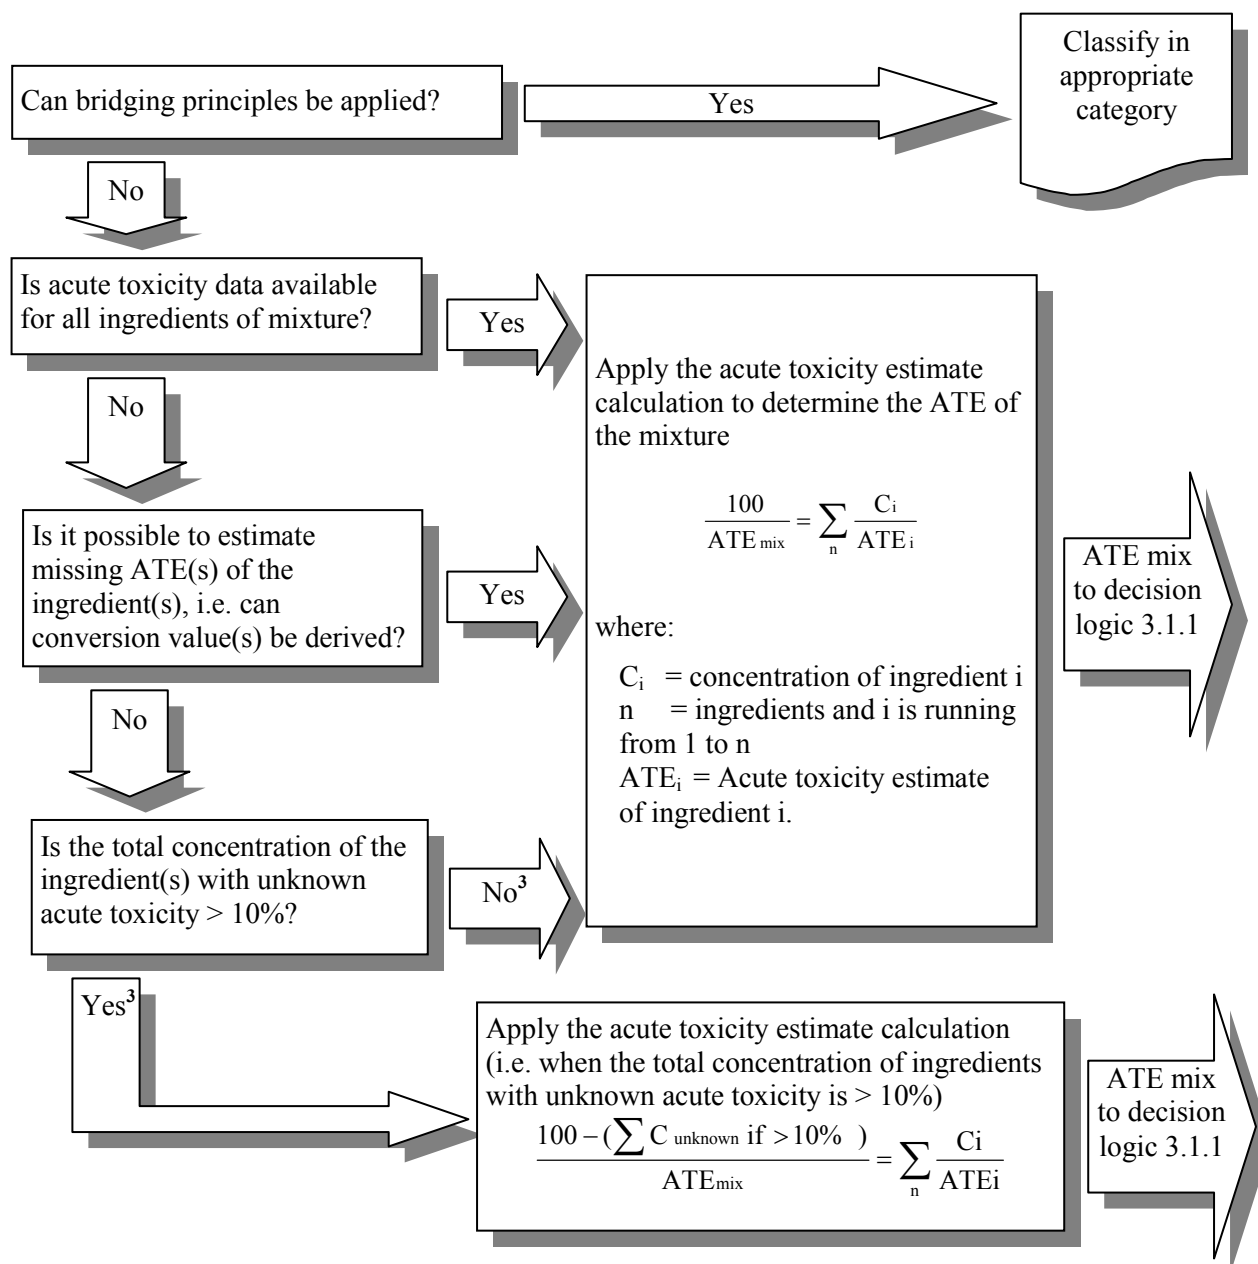 Can bridging principles be applied?
Yes
Classify in
appropriate
category
No
Is acute toxicity data available
for all ingredients of mixture?
Yes
No
Is it possible to estimate
missing ATE(s) of the
ingredient(s), i.e. can
conversion value(s) be derived?
Yes
No
Is the total concentration of the
ingredient(s) with unknown
acute toxicity > 10%?
No³
Yes³
Apply the acute toxicity estimate
calculation to determine the ATE of
the mixture
100
ATE mix
= ∑ n
C i
ATE i
where:
Cᵢ = concentration of ingredient i
n = ingredients and i is running
from 1 to n
ATEᵢ = Acute toxicity estimate
of ingredient i.
ATE mix
to decision
logic 3.1.1
Apply the acute toxicity estimate calculation
(i.e. when the total concentration of ingredients
with unknown acute toxicity is > 10%)
100 – (∑ C unknown if > 10% )
ATEmix
= ∑ n
Ci
ATEi
ATE mix
to decision
logic 3.1.1